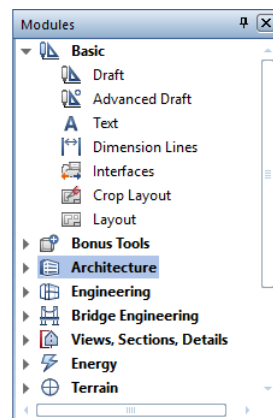 Modules
Basic
Draft
Advanced Draft
Text
Dimension Lines
Interfaces
Crop Layout
Layout
Bonus Tools
Architecture
Engineering
Bridge Engineering
Views, Sections, Details
Energy
Terrain